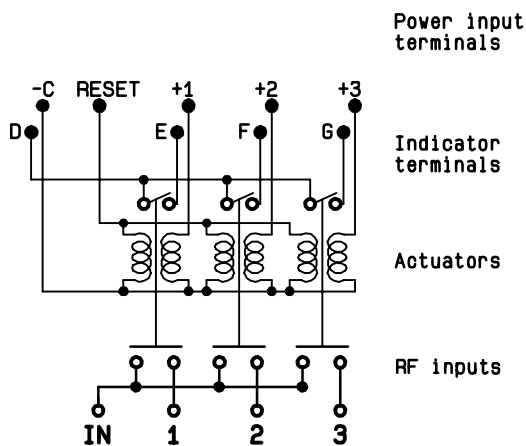 Power input
terminals
-C RESET +1 +2 +3
D E F G
Indicator
terminals
Actuators
RF inputs
IN 1 2 3